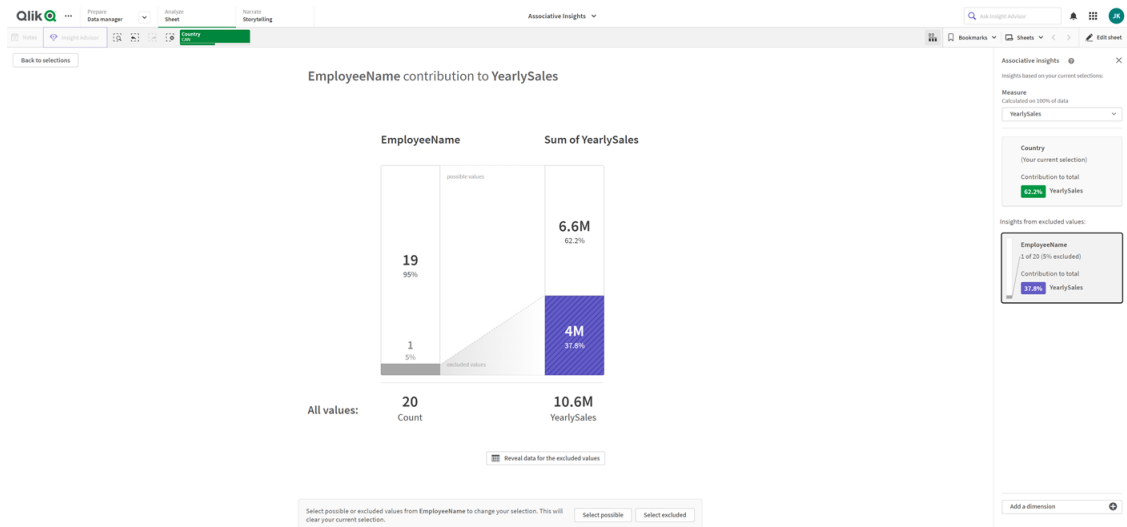 Qlik
Prepare
Data manager
Analyze
Sheet
Narrate
Storytelling
Associative Insights
Ask Insight Advisor
JK
Notes
Insight Advisor
Country
CAN
Bookmarks
Sheets
Edit sheet
Back to selections
EmployeeName contribution to YearlySales
EmployeeName
Sum of YearlySales
possible values
6.6M
62.2%
19
95%
4M
37.8%
1
5%
excluded values
All values:
20
Count
10.6M
YearlySales
Reveal data for the excluded values
Select possible or excluded values from EmployeeName to change your selection. This will
clear your current selection.
Select possible
Select excluded
Associative insights
Insights based on your current selections:
Measure
Calculated on 100% of data
YearlySales
Country
(Your current selection)
Contribution to total
62.2% YearlySales
Insights from excluded values:
EmployeeName
1 of 20 (5% excluded)
Contribution to total
37.8% YearlySales
Add a dimension